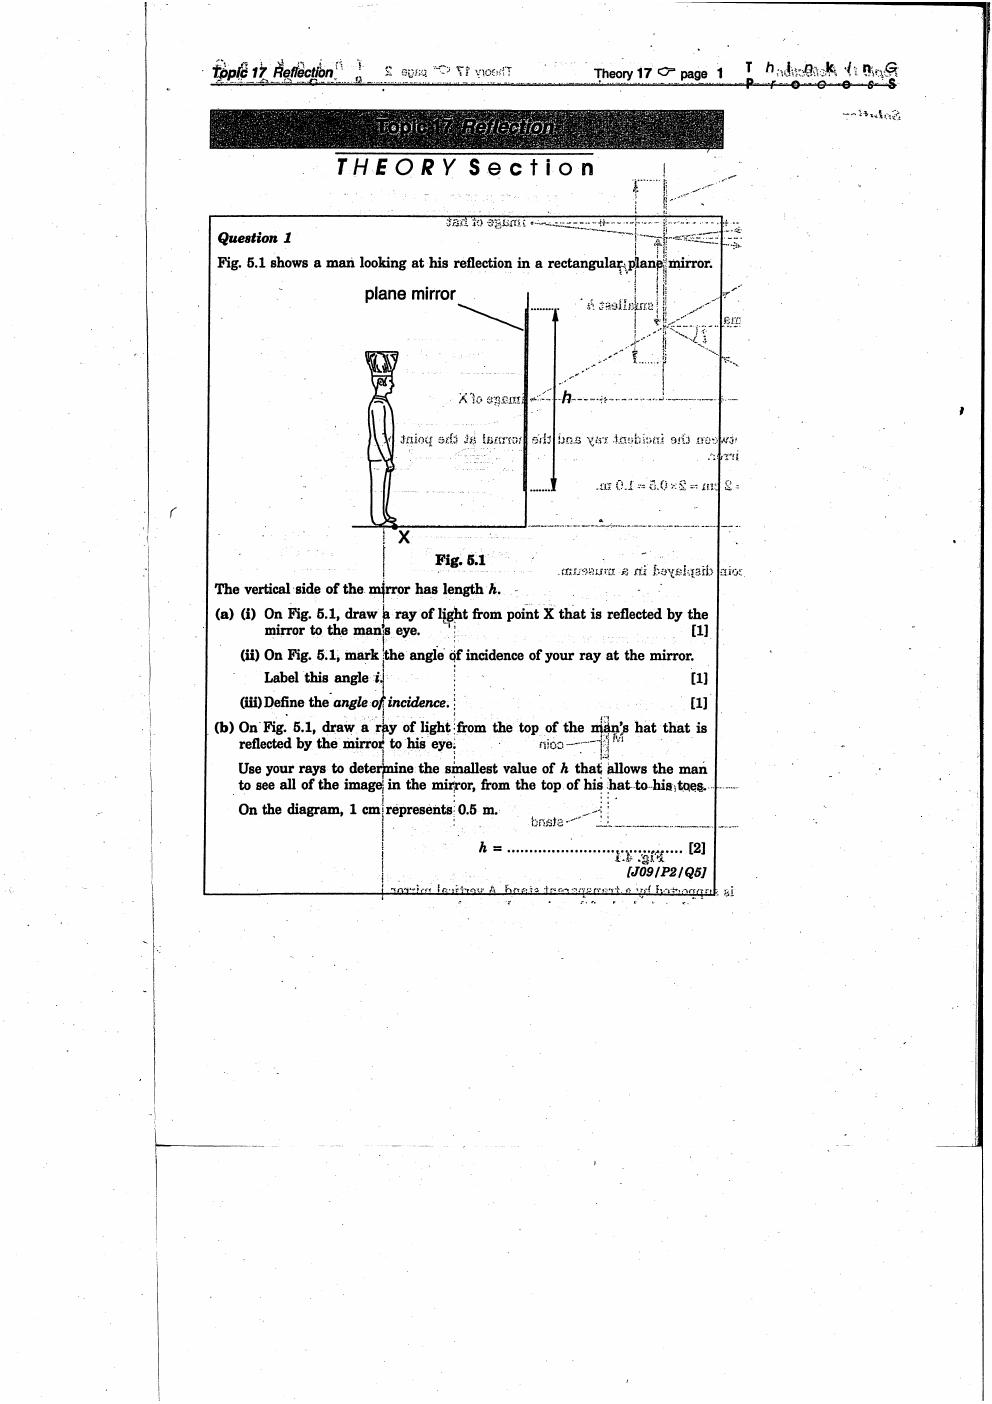 Topic 17 Reflection
Theory 17 page 1
T h i n k i n G
P r o c e s S
Topic 17 Reflection
THEORY Section
Question 1
Fig. 5.1 shows a man looking at his reflection in a rectangular plane mirror.
plane mirror
h
X
Fig. 5.1
The vertical side of the mirror has length h.
(a) (i) On Fig. 5.1, draw a ray of light from point X that is reflected by the
mirror to the man's eye. [1]
(ii) On Fig. 5.1, mark the angle of incidence of your ray at the mirror.
Label this angle i. [1]
(iii) Define the angle of incidence. [1]
(b) On Fig. 5.1, draw a ray of light from the top of the man's hat that is
reflected by the mirror to his eye.
Use your rays to determine the smallest value of h that allows the man
to see all of the image in the mirror, from the top of his hat to his toes.
On the diagram, 1 cm represents 0.5 m.
h = ........................................ [2]
[J09/P2/Q5]